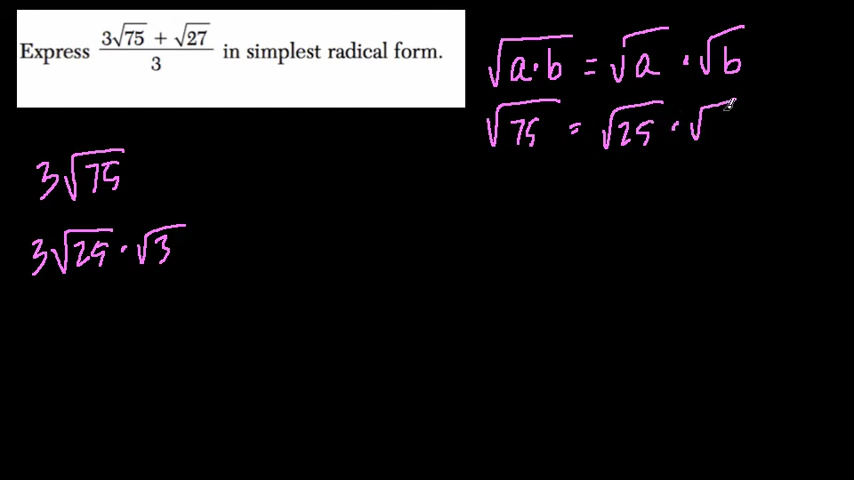 Express (3√75 + √27)/3 in simplest radical form.
√a·b = √a · √b
√75 = √25 · √
3√75
3√25 · √3